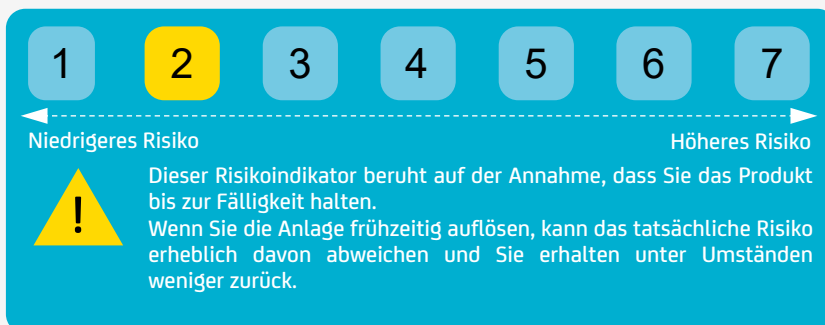 1 2 3 4 5 6 7
Niedrigeres Risiko Höheres Risiko
! Dieser Risikoindikator beruht auf der Annahme, dass Sie das Produkt
bis zur Fälligkeit halten.
Wenn Sie die Anlage frühzeitig auflösen, kann das tatsächliche Risiko
erheblich davon abweichen und Sie erhalten unter Umständen
weniger zurück.